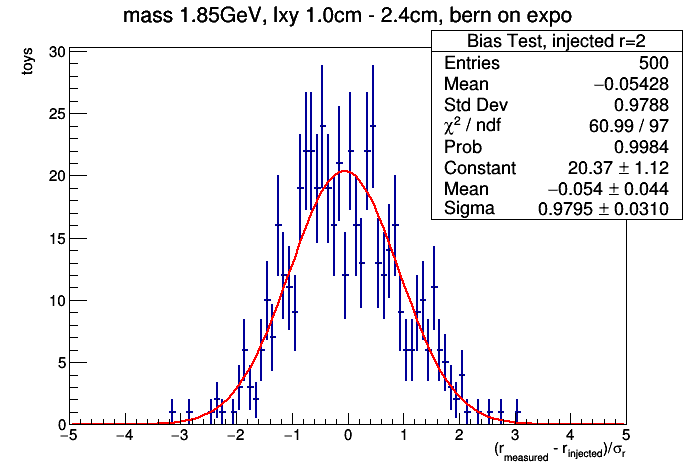 mass 1.85GeV, lxy 1.0cm - 2.4cm, bern on expo
toys
Bias Test, injected r=2
Entries 500
Mean −0.05428
Std Dev 0.9788
χ² / ndf 60.99 / 97
Prob 0.9984
Constant 20.37 ± 1.12
Mean −0.054 ± 0.044
Sigma 0.9795 ± 0.0310
30
25
20
15
10
5
0
−5 −4 −3 −2 −1 0 1 2 3 4 5
(r_measured - r_injected)/σ_r